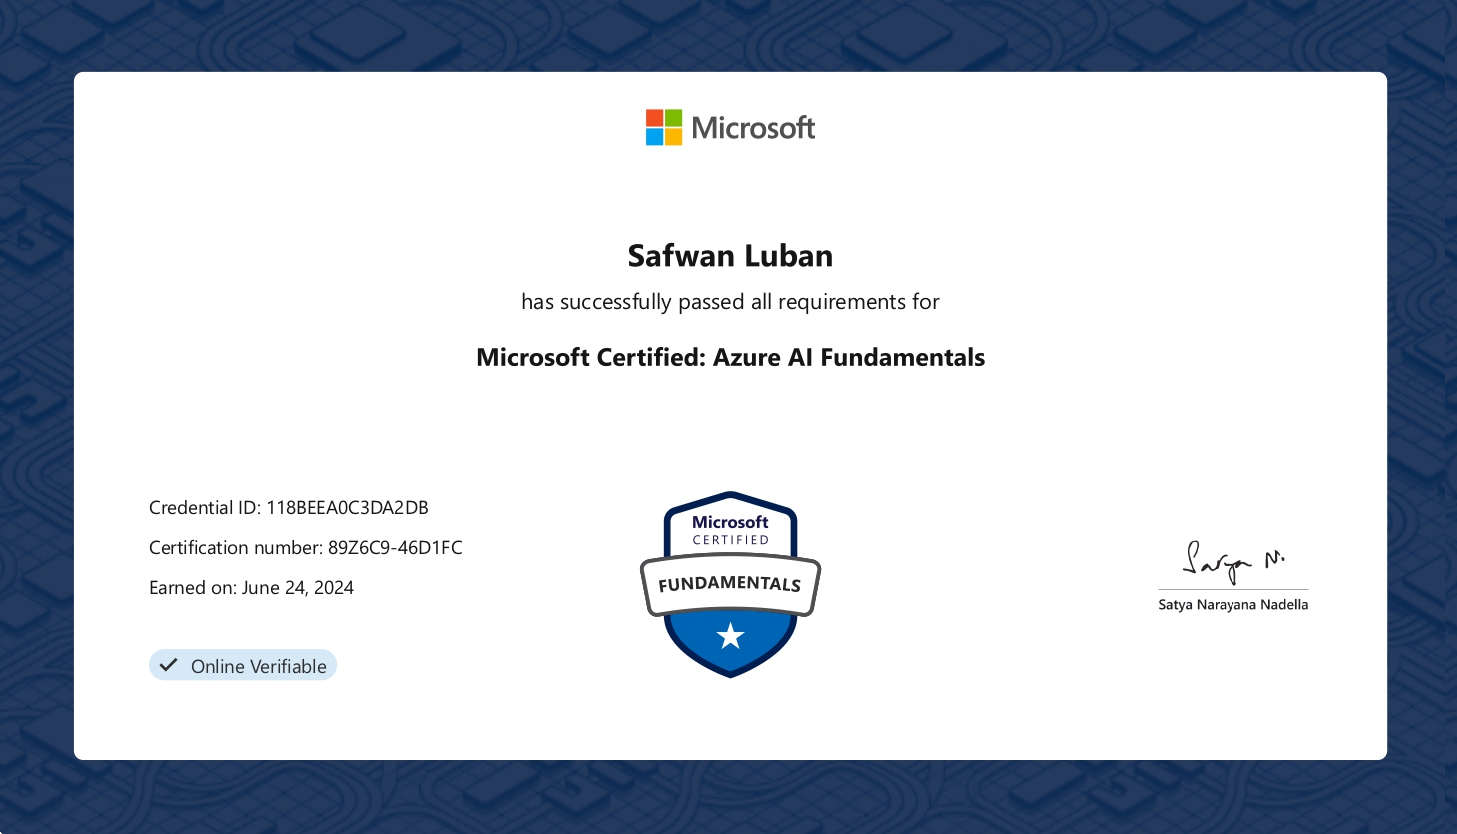 Microsoft
Safwan Luban
has successfully passed all requirements for
Microsoft Certified: Azure AI Fundamentals
Credential ID: 118BEEA0C3DA2DB
Certification number: 89Z6C9-46D1FC
Earned on: June 24, 2024
Online Verifiable
Microsoft
CERTIFIED
FUNDAMENTALS
Satya N.
Satya Narayana Nadella